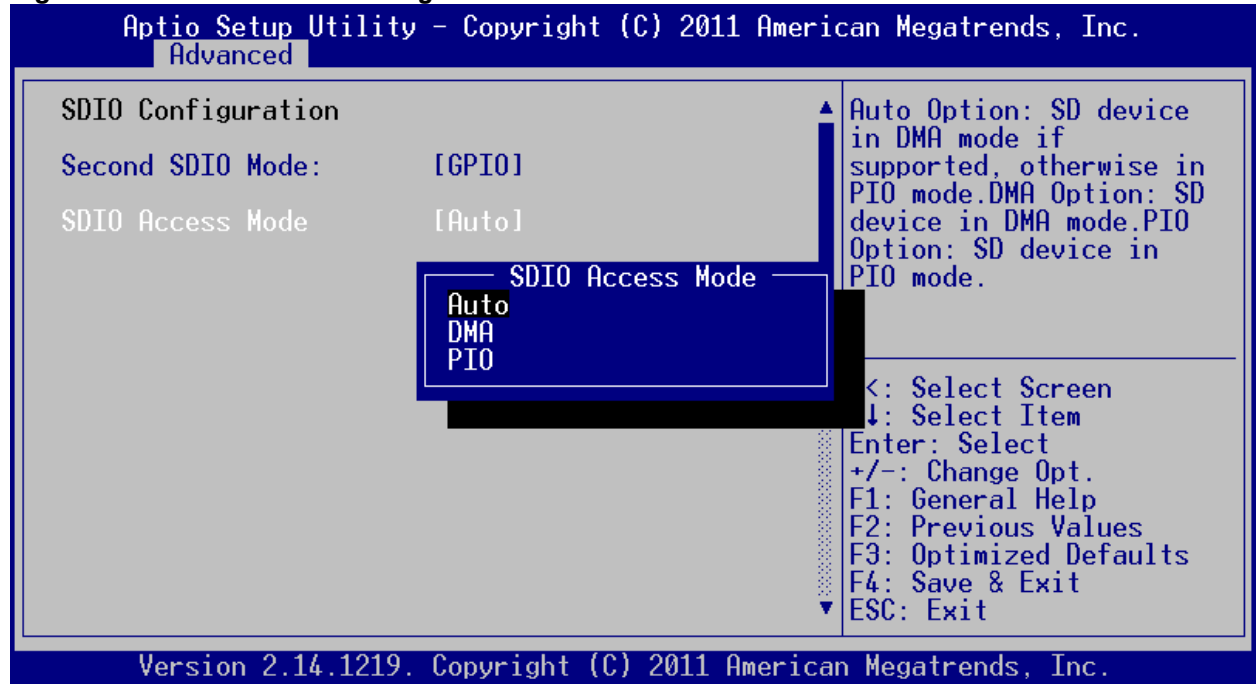 Aptio Setup Utility – Copyright (C) 2011 American Megatrends, Inc.
Advanced
SDIO Configuration
Second SDIO Mode: [GPIO]
SDIO Access Mode [Auto]
SDIO Access Mode
Auto
DMA
PIO
Auto Option: SD device
in DMA mode if
supported, otherwise in
PIO mode.DMA Option: SD
device in DMA mode.PIO
Option: SD device in
PIO mode.
<: Select Screen
↓: Select Item
Enter: Select
+/-: Change Opt.
F1: General Help
F2: Previous Values
F3: Optimized Defaults
F4: Save & Exit
ESC: Exit
Version 2.14.1219. Copyright (C) 2011 American Megatrends, Inc.